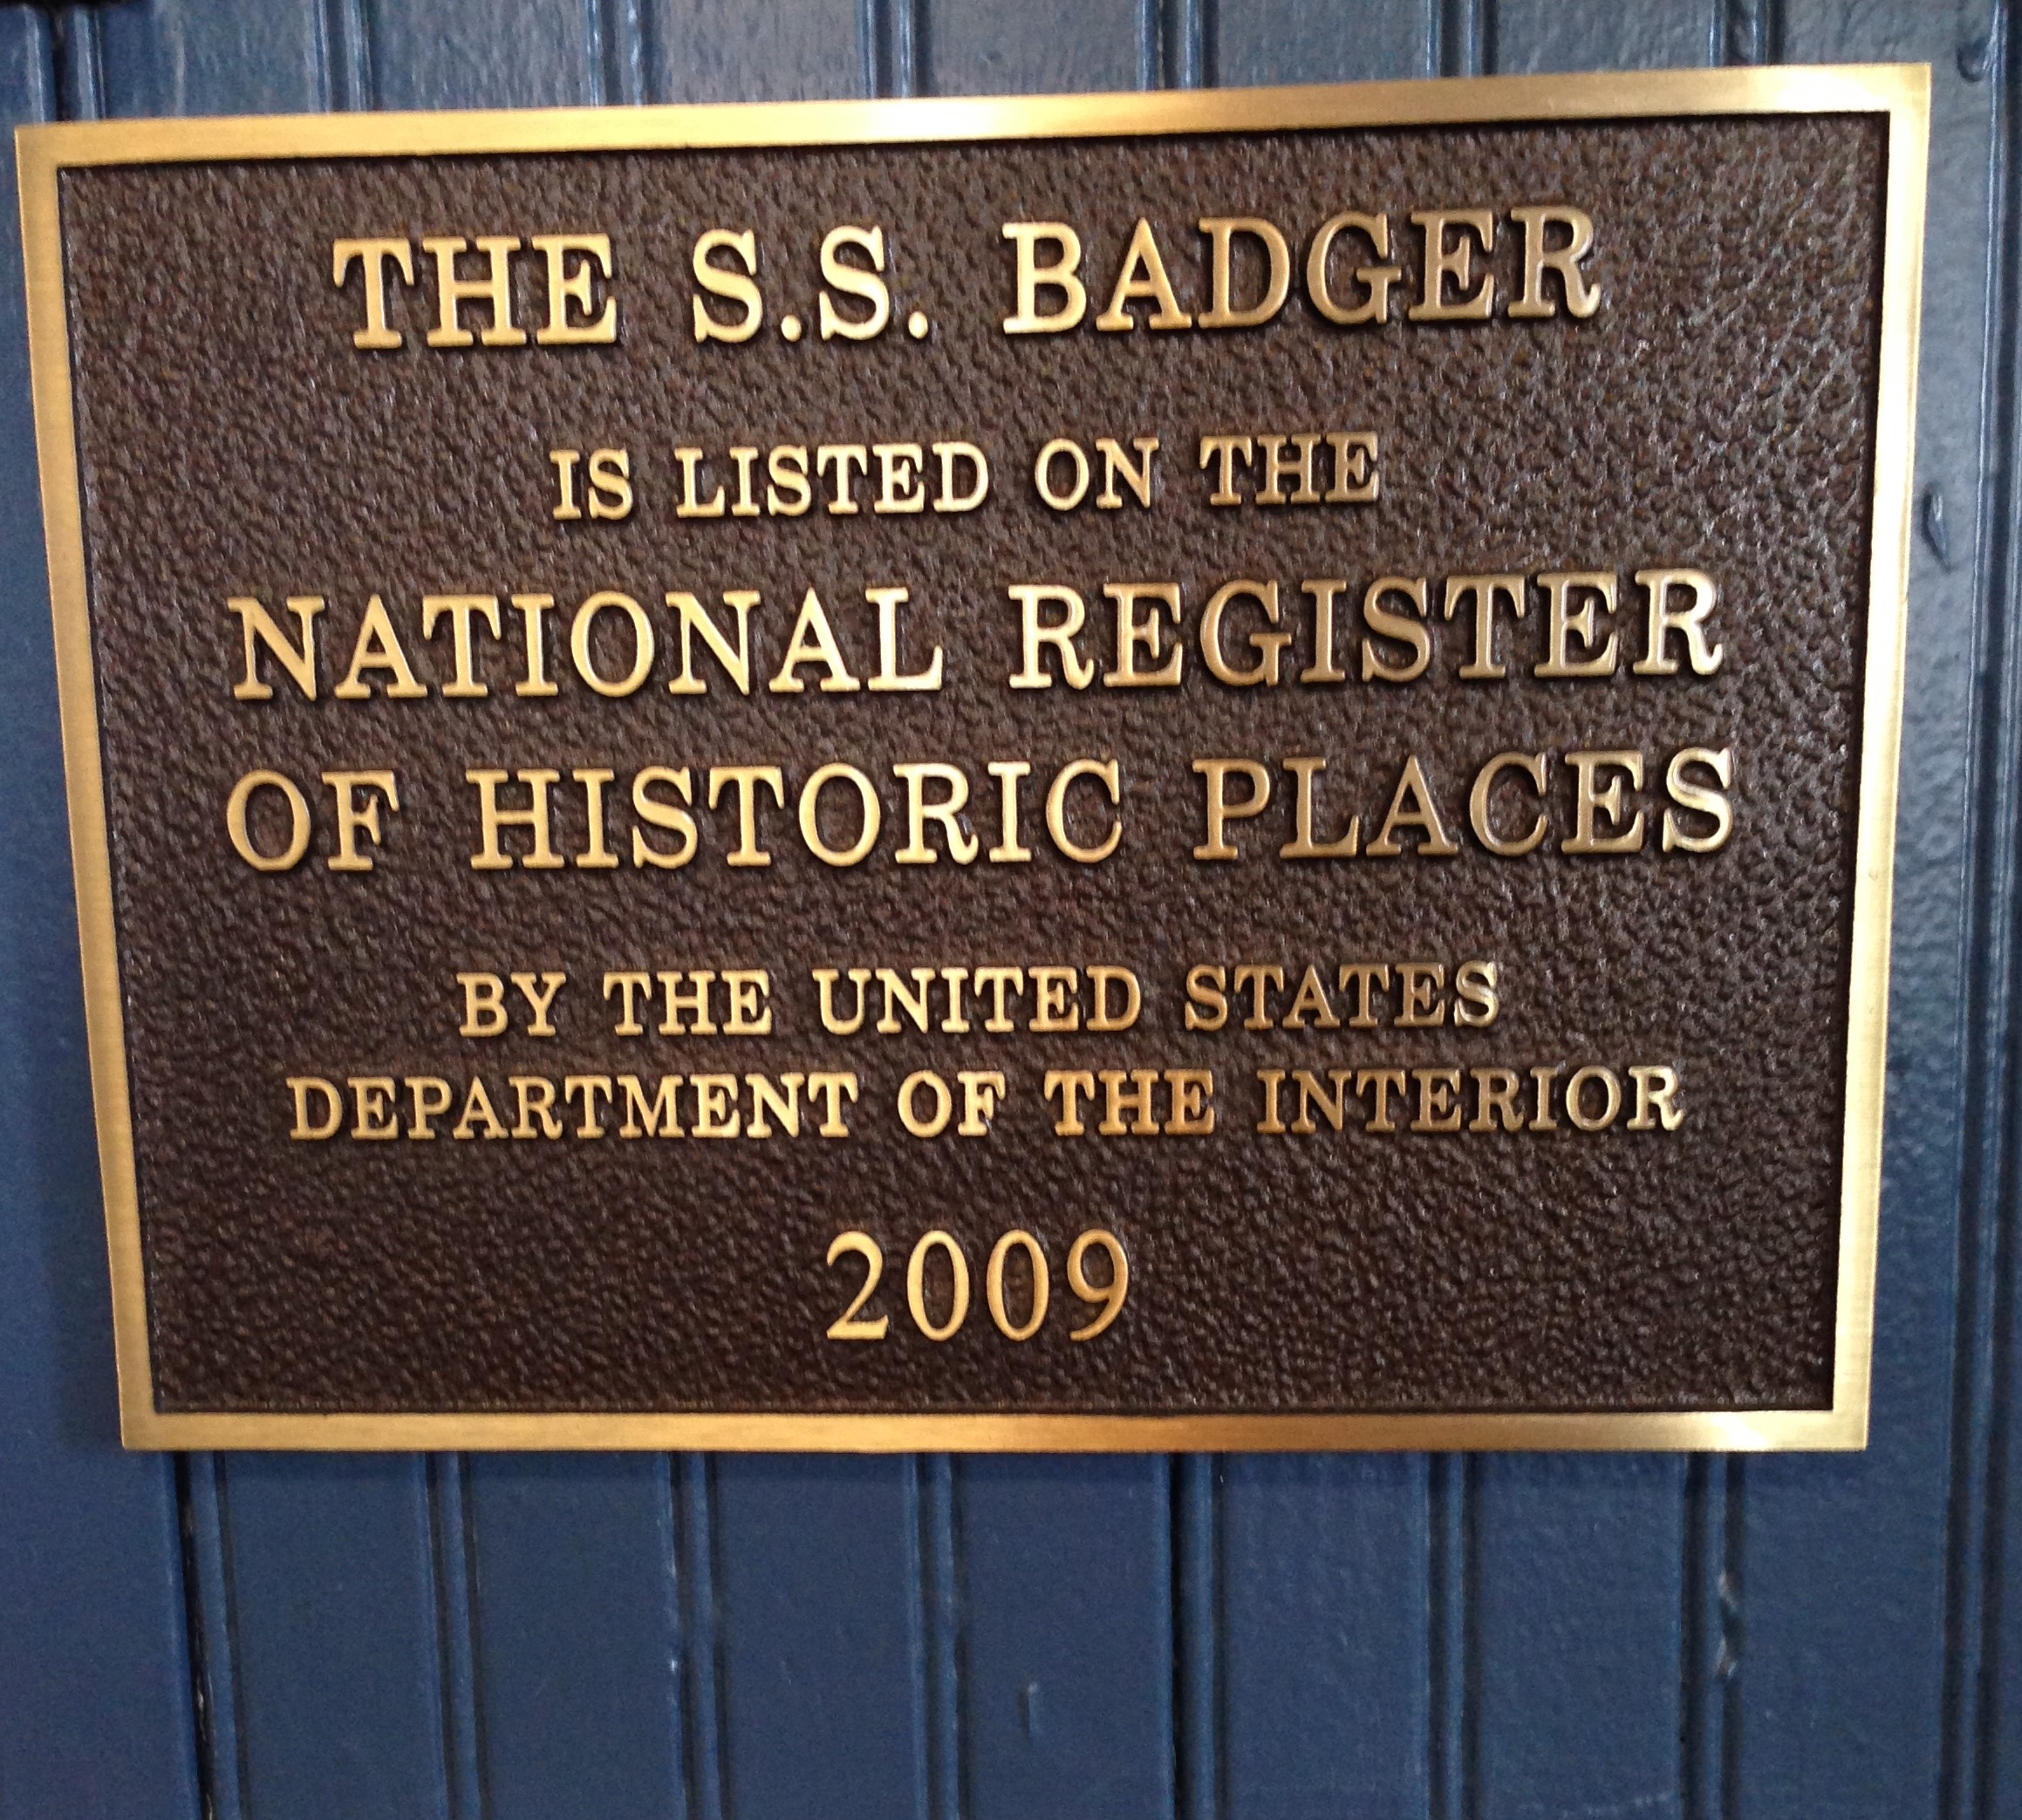 THE S.S. BADGER
IS LISTED ON THE
NATIONAL REGISTER
OF HISTORIC PLACES
BY THE UNITED STATES
DEPARTMENT OF THE INTERIOR
2009